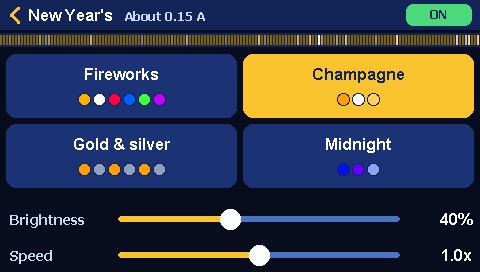 New Year's About 0.15 A ON
Fireworks Champagne
Gold & silver Midnight
Brightness 40%
Speed 1.0x